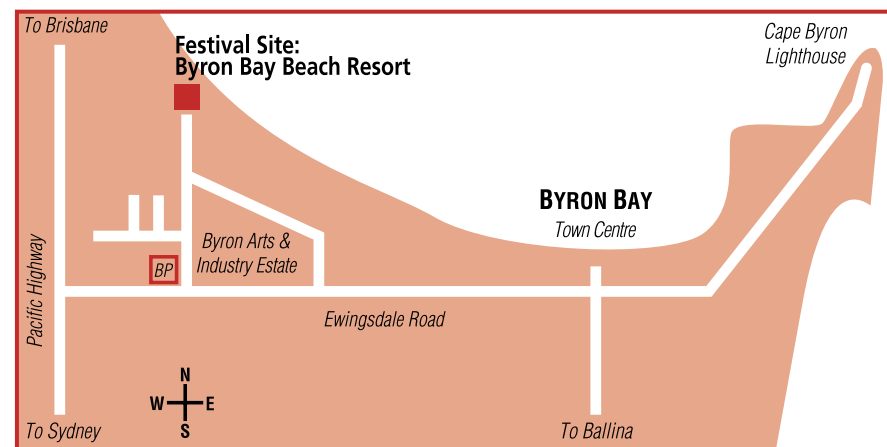 To Brisbane
Festival Site:
Byron Bay Beach Resort
Cape Byron
Lighthouse
BYRON BAY
Town Centre
Byron Arts &
Industry Estate
BP
Pacific Highway
Ewingsdale Road
N
W E
S
To Sydney
To Ballina